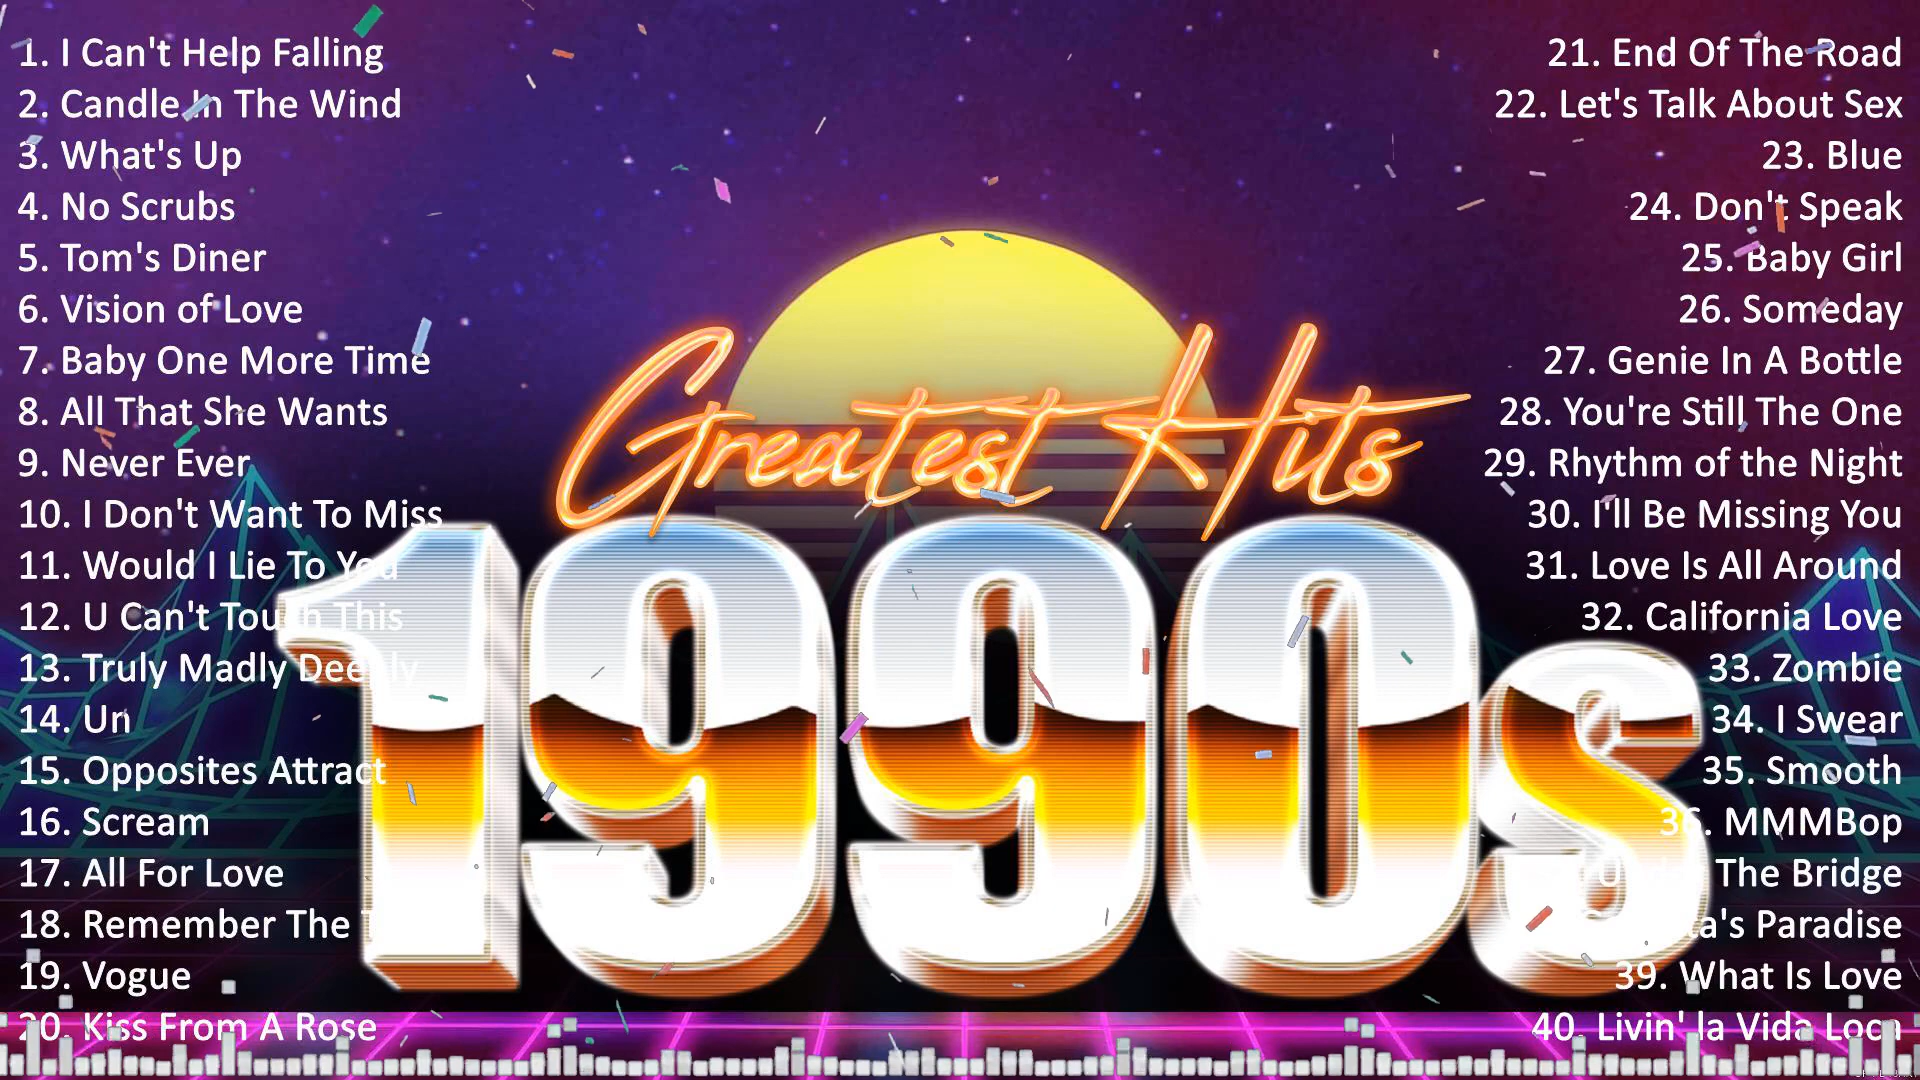 1. I Can't Help Falling
2. Candle In The Wind
3. What's Up
4. No Scrubs
5. Tom's Diner
6. Vision of Love
7. Baby One More Time
8. All That She Wants
9. Never Ever
10. I Don't Want To Miss
11. Would I Lie To You
12. U Can't Touch This
13. Truly Madly Deeply
14. Un
15. Opposites Attract
16. Scream
17. All For Love
18. Remember The
19. Vogue
20. Kiss From A Rose
Greatest Hits
1990s
21. End Of The Road
22. Let's Talk About Sex
23. Blue
24. Don't Speak
25. Baby Girl
26. Someday
27. Genie In A Bottle
28. You're Still The One
29. Rhythm of the Night
30. I'll Be Missing You
31. Love Is All Around
32. California Love
33. Zombie
34. I Swear
35. Smooth
36. MMMBop
The Bridge
Paradise
39. What Is Love
40. Livin' la Vida Loca